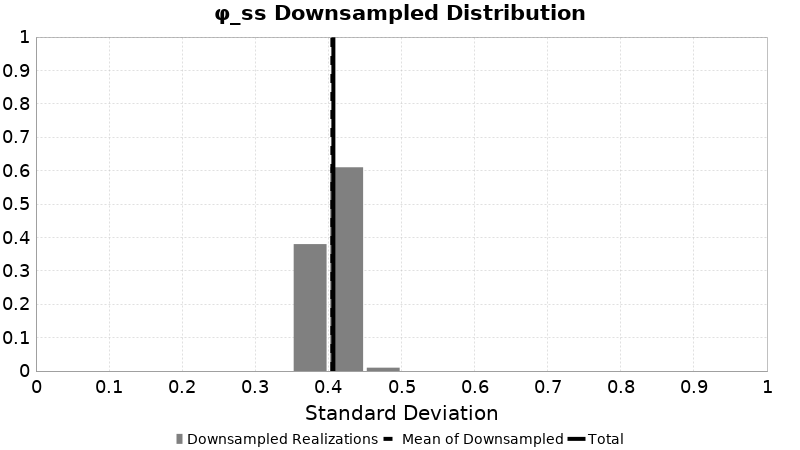 φ_ss Downsampled Distribution
1
0.9
0.8
0.7
0.6
0.5
0.4
0.3
0.2
0.1
0
0 0.1 0.2 0.3 0.4 0.5 0.6 0.7 0.8 0.9 1
Standard Deviation
Downsampled Realizations Mean of Downsampled Total